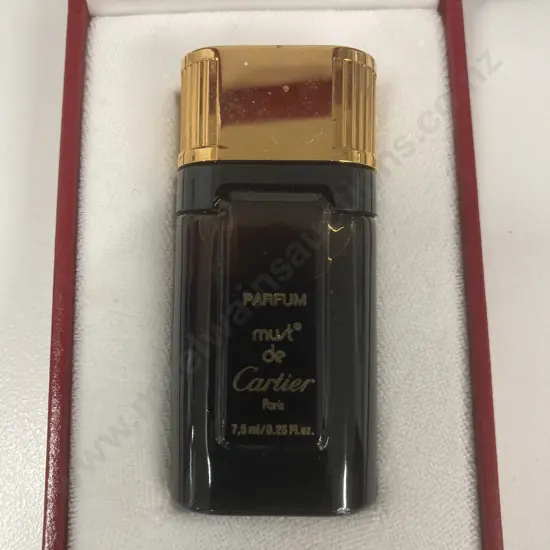 PARFUM
must®
de
Cartier
Paris
7,5 ml/0.25 Fl.oz.